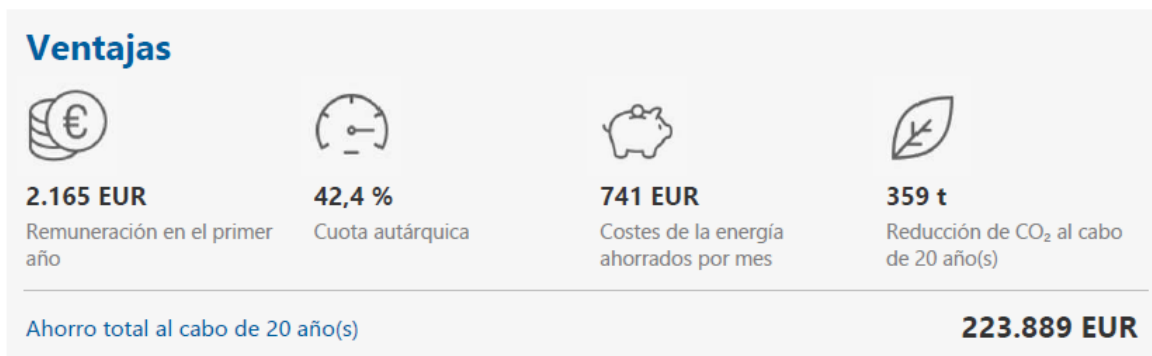 Ventajas
2.165 EUR
Remuneración en el primer
año
42,4 %
Cuota autárquica
741 EUR
Costes de la energía
ahorrados por mes
359 t
Reducción de CO₂ al cabo
de 20 año(s)
Ahorro total al cabo de 20 año(s)
223.889 EUR